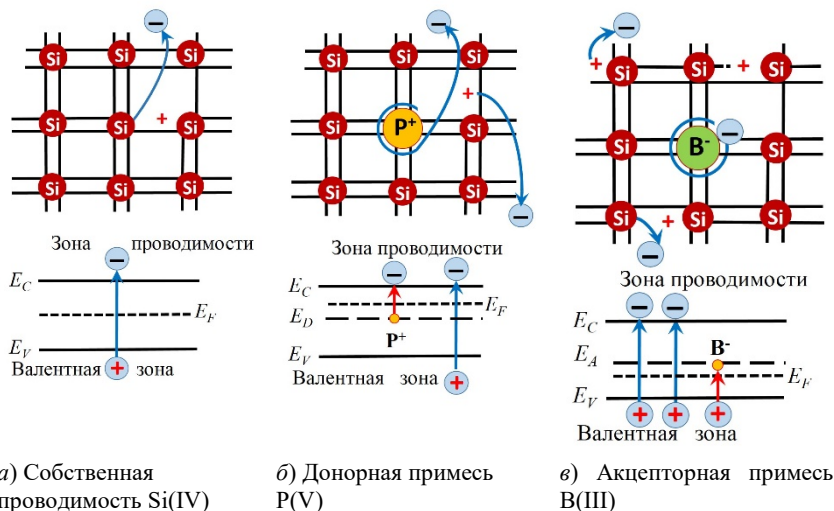 Si Si Si
Si Si Si
Si Si Si
Si Si Si
Si P⁺ Si
Si Si Si
Si Si Si
Si B⁻ Si
Si Si Si
Зона проводимости
E_C
E_F
E_V
Валентная зона
Зона проводимости
E_C
E_F
E_D
P⁺
E_V
Валентная зона
Зона проводимости
E_C
E_A
B⁻
E_F
E_V
Валентная зона
а) Собственная
проводимость Si(IV)
б) Донорная примесь
P(V)
в) Акцепторная примесь
B(III)